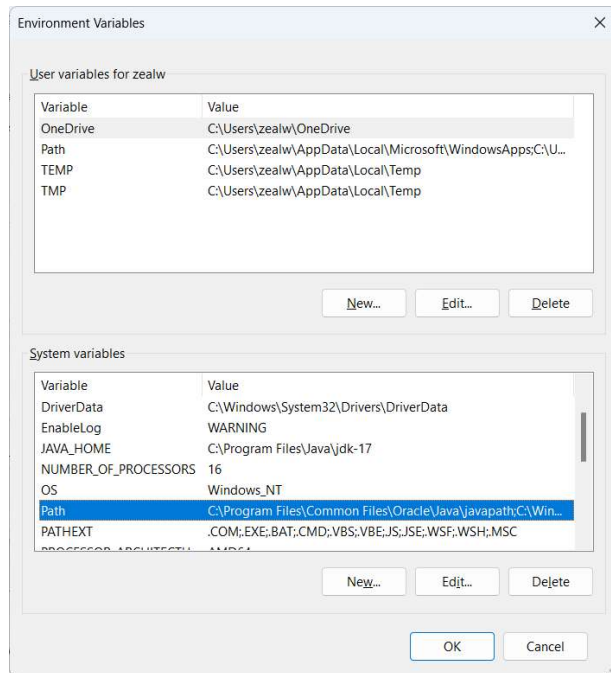 Environment Variables
User variables for zealw
Variable Value
OneDrive C:\Users\zealw\OneDrive
Path C:\Users\zealw\AppData\Local\Microsoft\WindowsApps;C:\U...
TEMP C:\Users\zealw\AppData\Local\Temp
TMP C:\Users\zealw\AppData\Local\Temp
New... Edit... Delete
System variables
Variable Value
DriverData C:\Windows\System32\Drivers\DriverData
EnableLog WARNING
JAVA_HOME C:\Program Files\Java\jdk-17
NUMBER_OF_PROCESSORS 16
OS Windows_NT
Path C:\Program Files\Common Files\Oracle\Java\javapath;C:\Win...
PATHEXT .COM;.EXE;.BAT;.CMD;.VBS;.VBE;.JS;.JSE;.WSF;.WSH;.MSC
PROCESSOR_ARCHITECTU AMD64
New... Edit... Delete
OK Cancel